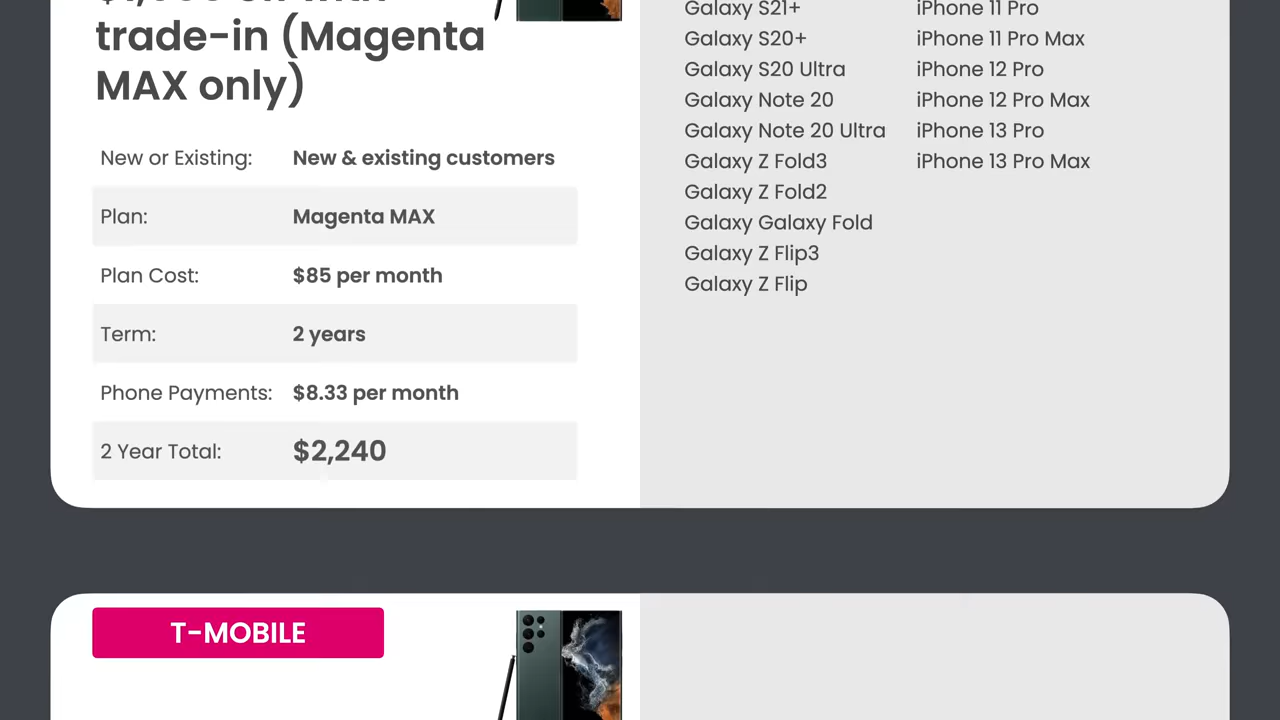 trade-in (Magenta
MAX only)
New or Existing: New & existing customers
Plan: Magenta MAX
Plan Cost: $85 per month
Term: 2 years
Phone Payments: $8.33 per month
2 Year Total: $2,240
Galaxy S21+ iPhone 11 Pro
Galaxy S20+ iPhone 11 Pro Max
Galaxy S20 Ultra iPhone 12 Pro
Galaxy Note 20 iPhone 12 Pro Max
Galaxy Note 20 Ultra iPhone 13 Pro
Galaxy Z Fold3 iPhone 13 Pro Max
Galaxy Z Fold2
Galaxy Galaxy Fold
Galaxy Z Flip3
Galaxy Z Flip
T-MOBILE